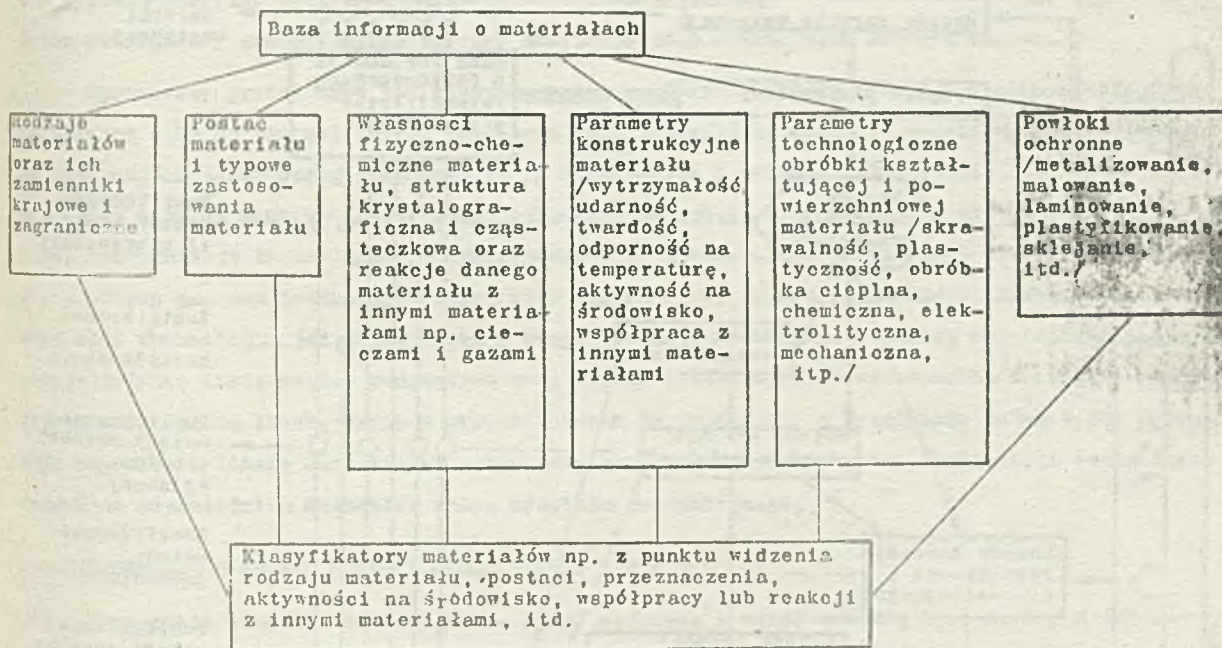 Baza informacji o materiałach
Rodzaje
materiałów
oraz ich
zamienniki
krajowe i
zagraniczne
Postać
materiału
i typowe
zastoso-
wania
materiału
Własności
fizyczno-che-
miczne materia-
łu, struktura
krystalogra-
ficzna i cząs-
teczkowa oraz
reakcje danego
materiału z
innymi materia-
łami np. cie-
czami i gazami
Parametry
konstrukcyjne
materiału
/wytrzymałość,
udarność,
twardość,
odporność na
temperaturę,
aktywność na
środowisko,
współpraca z
innymi mate-
riałami
Parametry
technologiczne
obróbki kształ-
tującej i po-
wierzchniowej
materiału /skra-
walność, plas-
tyczność, obrób-
ka cieplna,
chemiczna, elek-
trolityczna,
mechaniczna,
itp./
Powłoki
ochronne
/metalizowanie,
malowanie,
laminowanie,
plastyfikowanie,
sklejanie,
itd./
Klasyfikatory materiałów np. z punktu widzenia
rodzaju materiału, postaci, przeznaczenia,
aktywności na środowisko, współpracy lub reakcji
z innymi materiałami, itd.